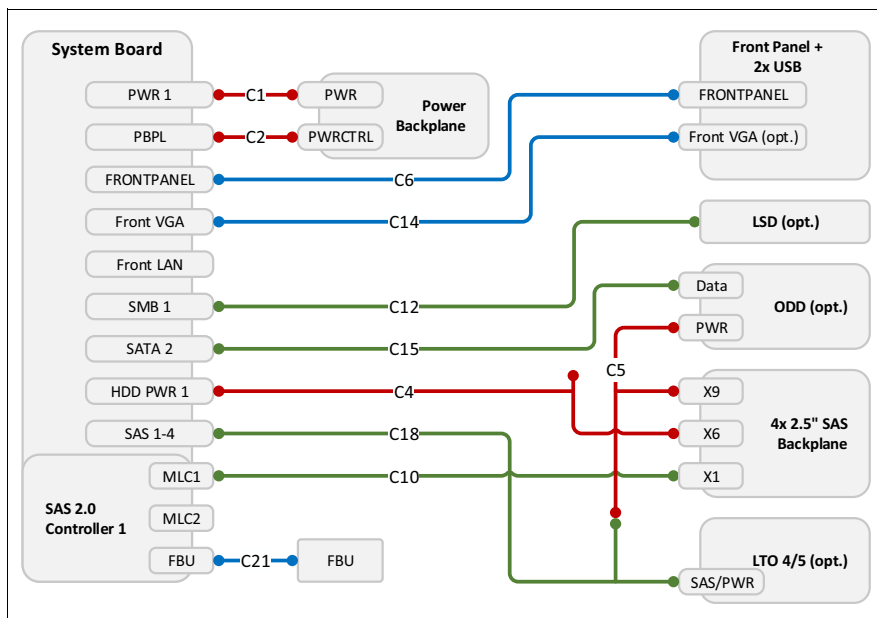 System Board
PWR 1
PBPL
FRONTPANEL
Front VGA
Front LAN
SMB 1
SATA 2
HDD PWR 1
SAS 1-4
SAS 2.0
Controller 1
MLC1
MLC2
FBU
C1
C2
PWR
PWRCTRL
Power
Backplane
C6
C14
C12
C15
C4
C18
C10
C21
FBU
C5
Front Panel +
2x USB
FRONTPANEL
Front VGA (opt.)
LSD (opt.)
Data
PWR
ODD (opt.)
X9
X6
X1
4x 2.5" SAS
Backplane
LTO 4/5 (opt.)
SAS/PWR